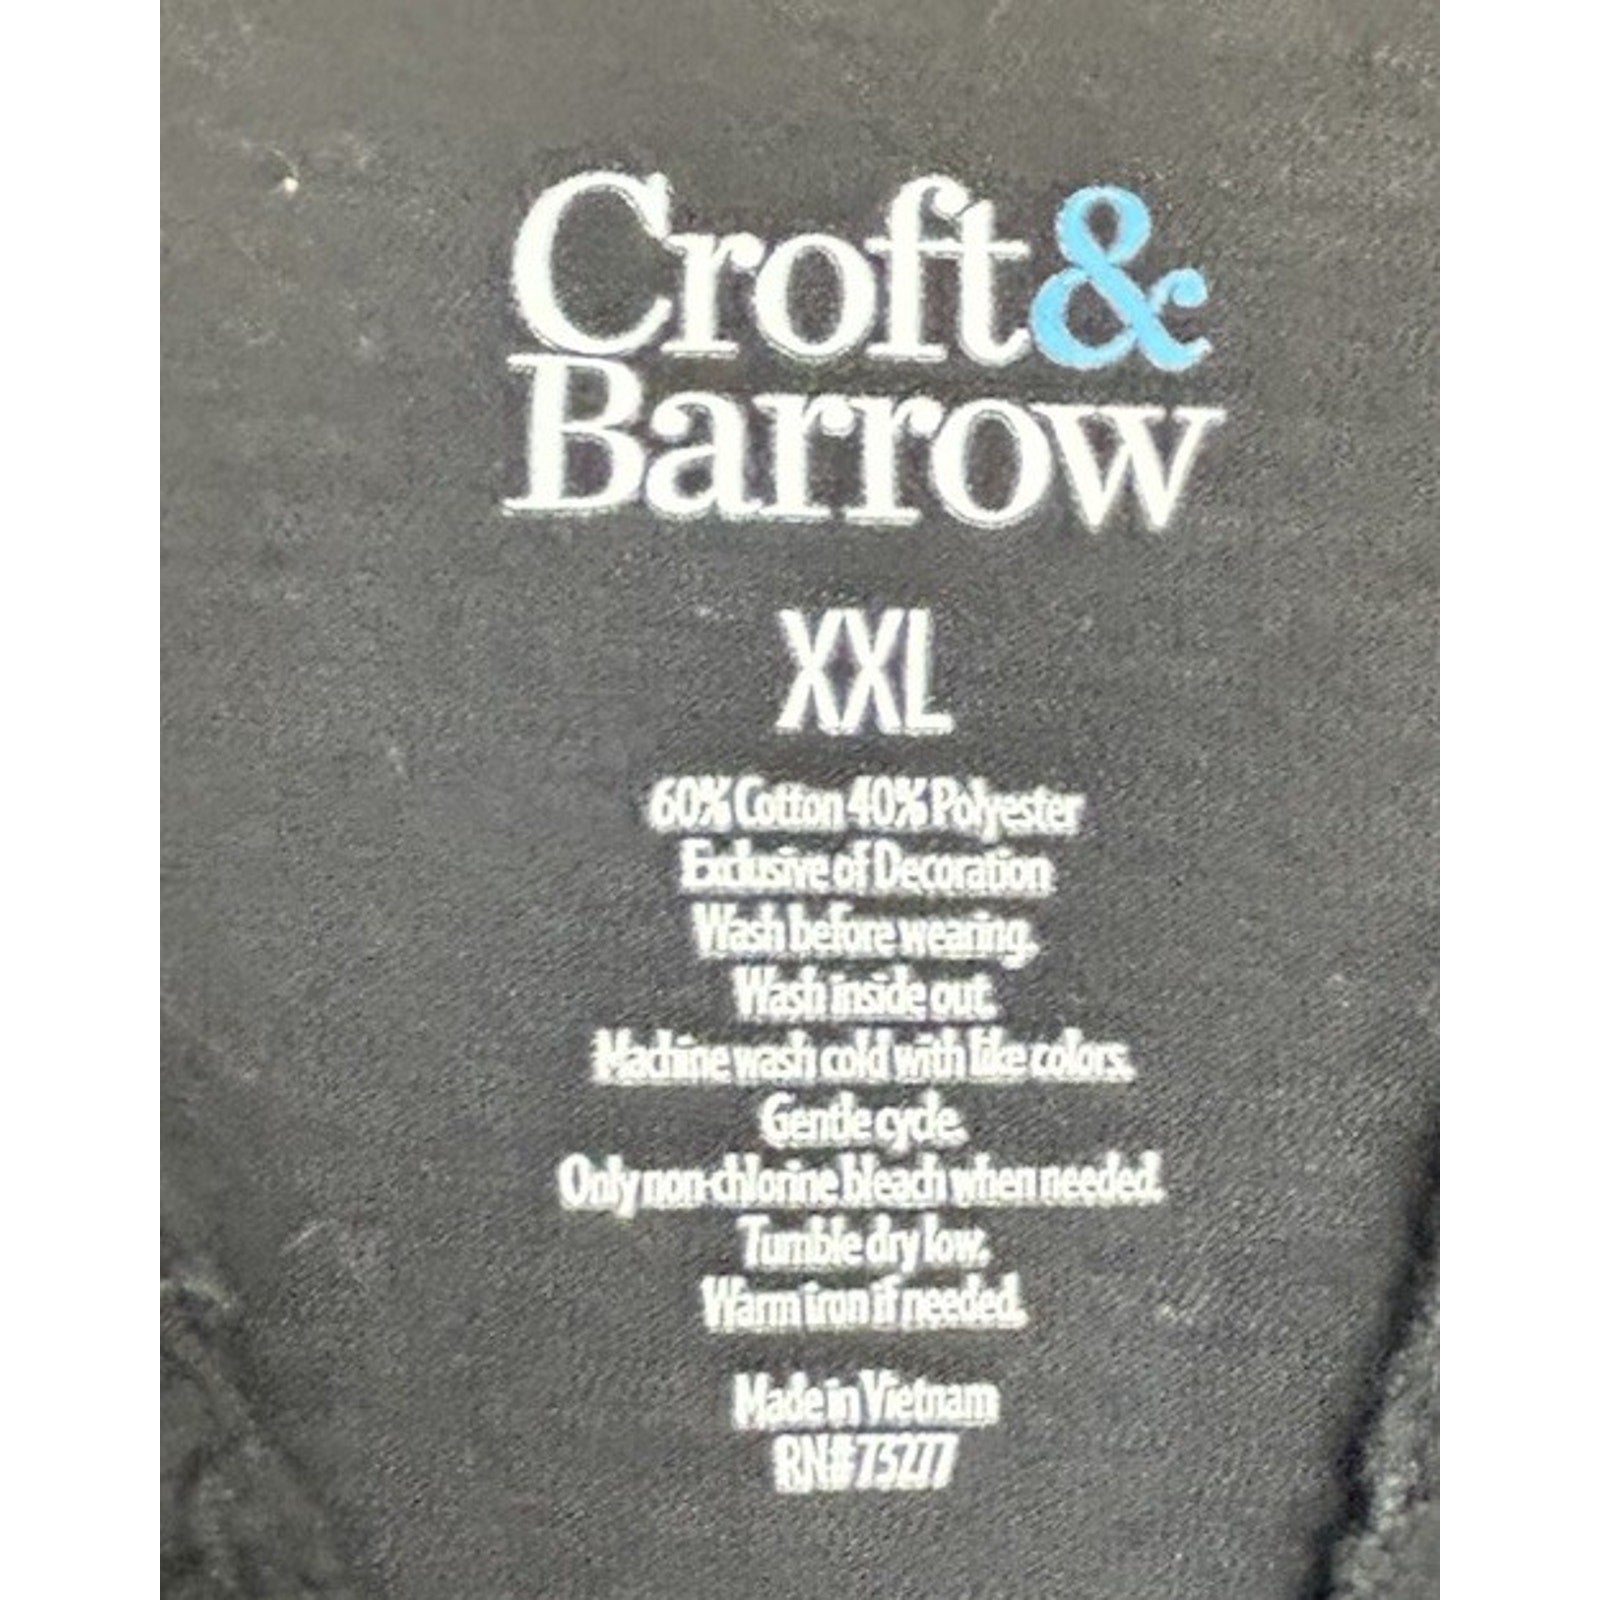 Croft&
Barrow
XXL
60% Cotton 40% Polyester
Exclusive of Decoration
Wash before wearing.
Wash inside out.
Machine wash cold with like colors.
Gentle cycle.
Only non-chlorine bleach when needed.
Tumble dry low.
Warm iron if needed.
Made in Vietnam
RN#73277